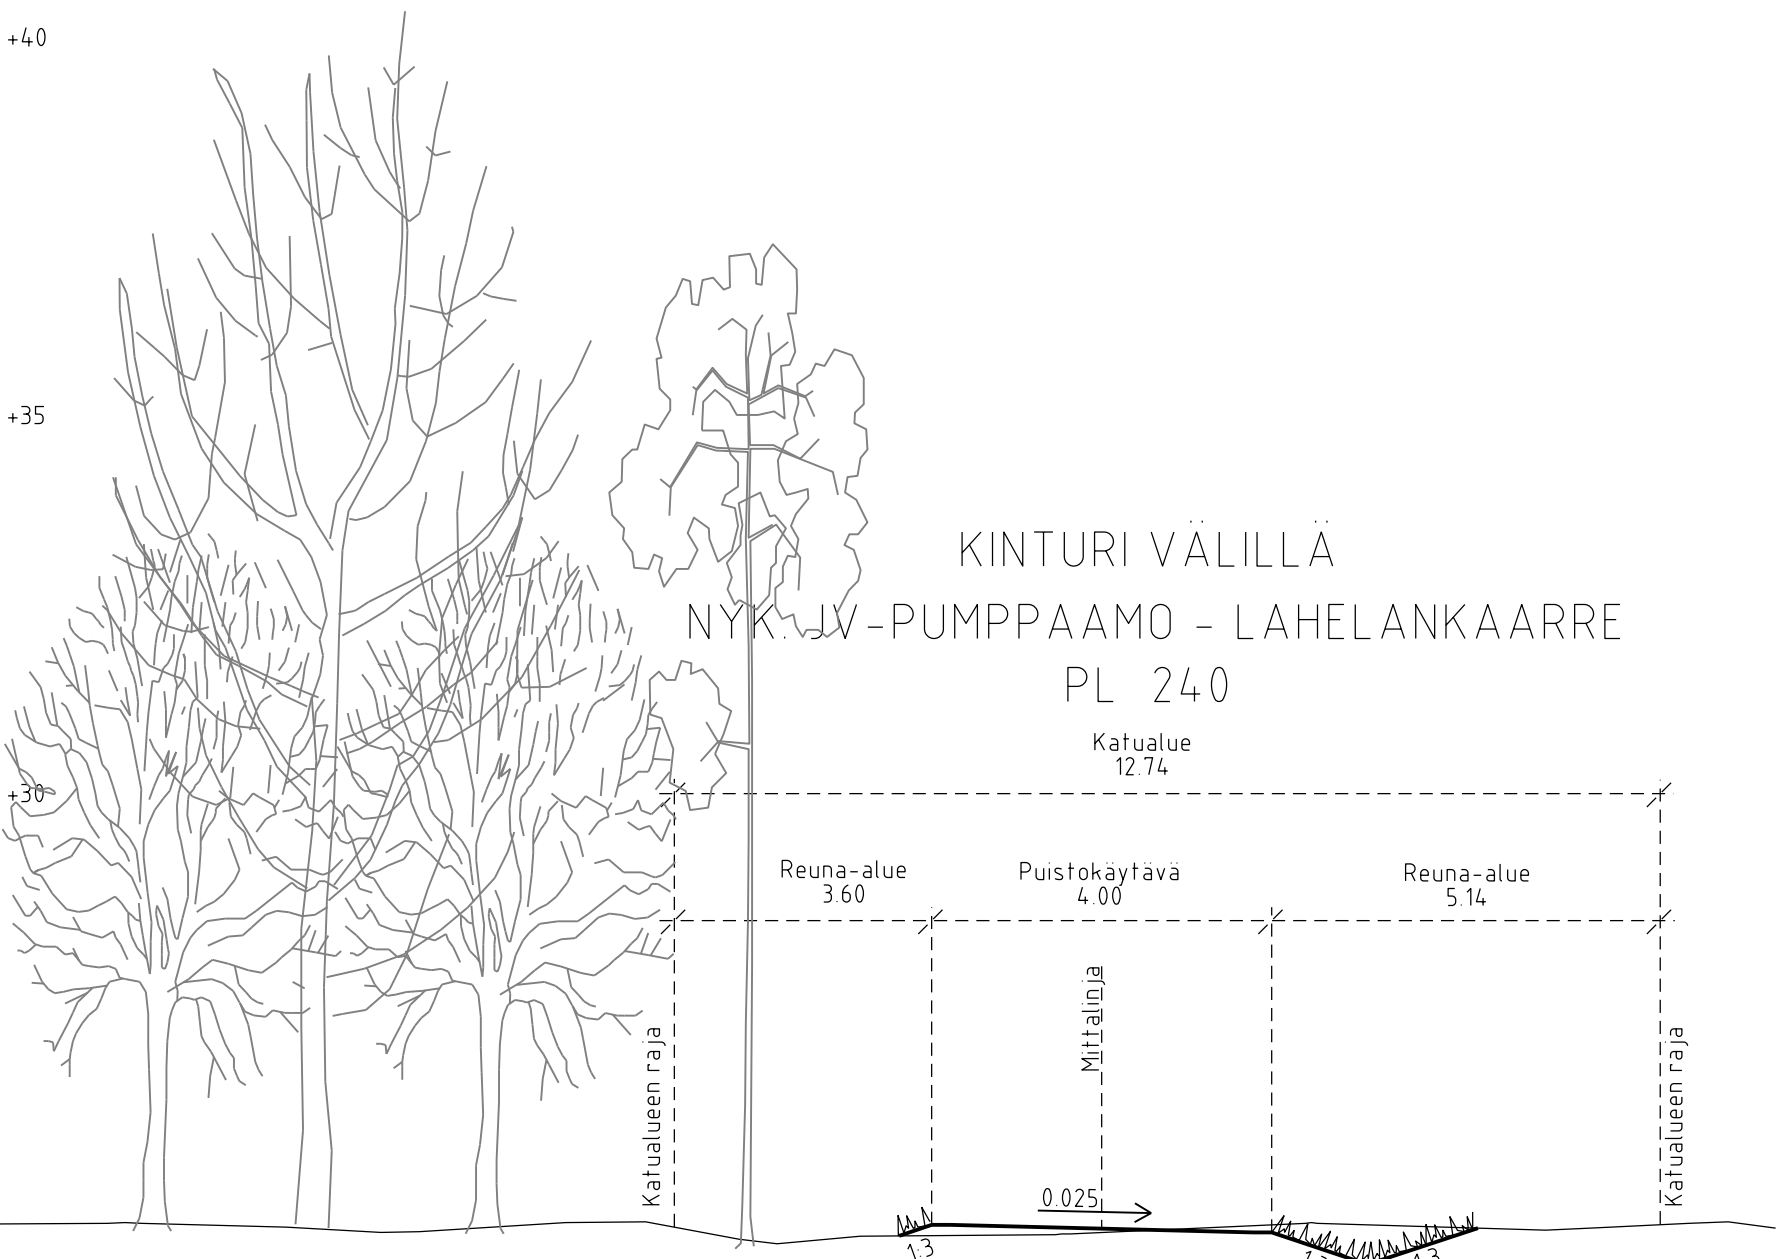 +40
+35
+30
KINTURI VÄLILLÄ
NYK. JV-PUMPPAAMO - LAHELANKAARRE
PL 240
Katualue
12.74
Reuna-alue
3.60
Puistokäytävä
4.00
Reuna-alue
5.14
Katualueen raja
Mittalinja
Katualueen raja
0.025
1:3